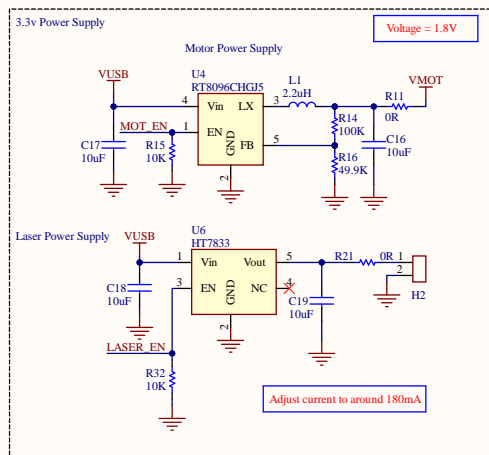 3.3v Power Supply
Voltage = 1.8V
Motor Power Supply
VUSB
U4
RT8096CHGJ5
L1
2.2uH
R11
VMOT
4
Vin
LX
3
0R
MOT_EN
1
EN
R14
100K
C17
10uF
R15
10K
GND
FB
5
R16
49.9K
C16
10uF
2
Laser Power Supply
VUSB
U6
HT7833
1
Vin
Vout
5
R21
0R
1
2
C18
10uF
3
EN
NC
4
GND
C19
10uF
H2
2
LASER_EN
R32
10K
Adjust current to around 180mA